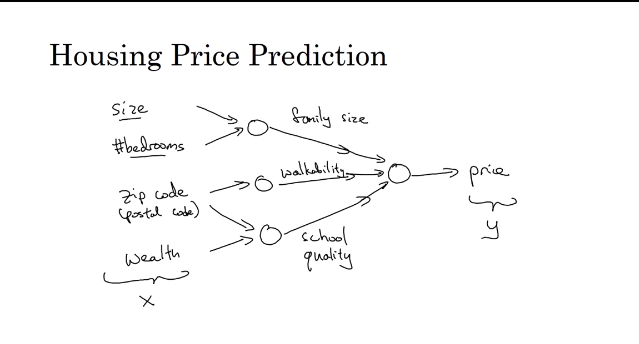 Housing Price Prediction
size
family size
#bedrooms
walkability
price
zip code
(postal code)
y
school
quality
wealth
x